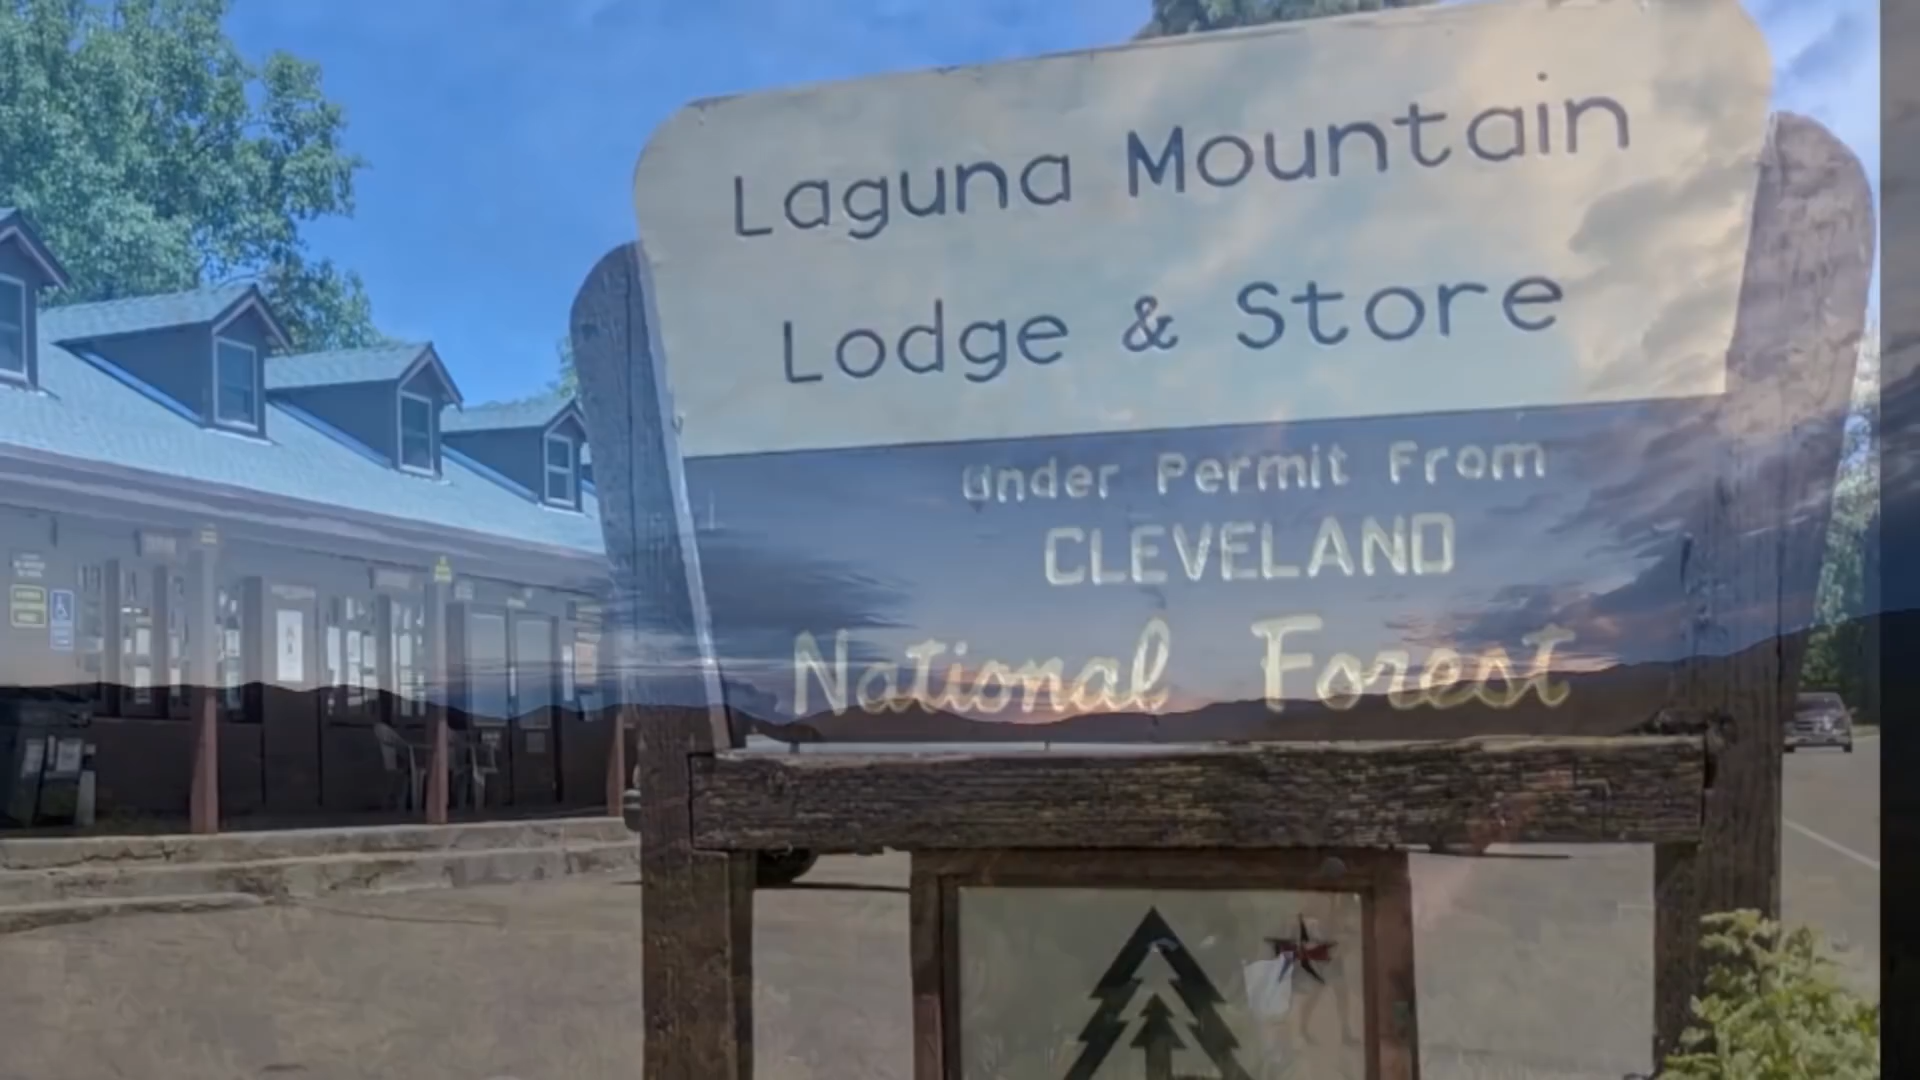 Laguna Mountain
Lodge & Store
Under Permit From
CLEVELAND
National Forest